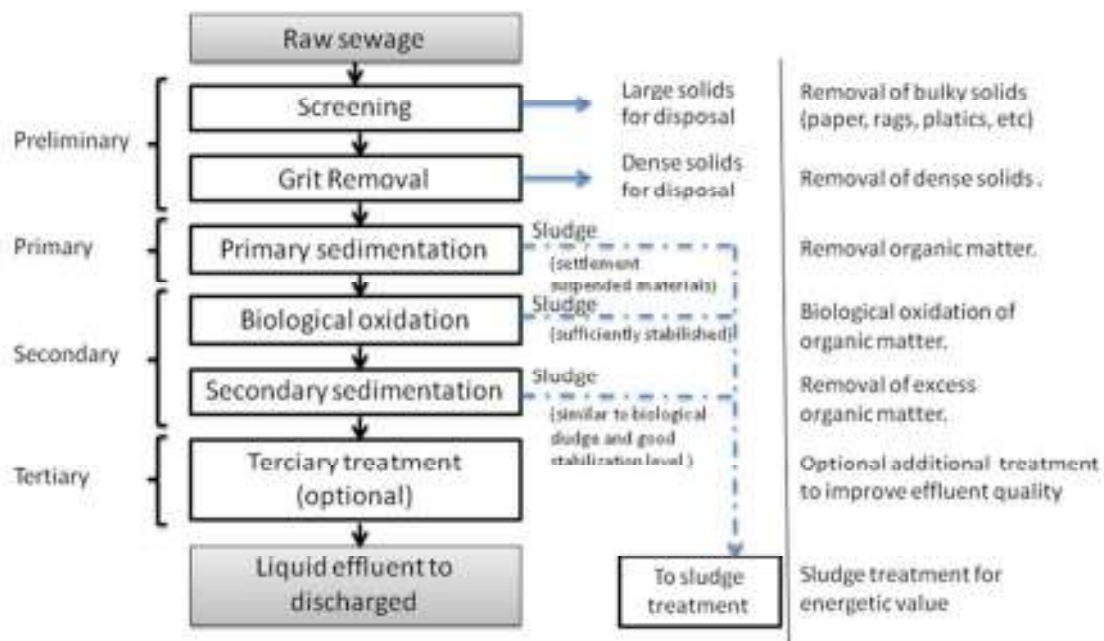 Raw sewage
Preliminary
Screening
Large solids
for disposal
Removal of bulky solids
(paper, rags, platics, etc)
Grit Removal
Dense solids
for disposal
Removal of dense solids .
Primary
Primary sedimentation
Sludge
(settlement
suspended materials)
Removal organic matter.
Secondary
Biological oxidation
Sludge
(sufficiently stabilished)
Biological oxidation of
organic matter.
Secondary sedimentation
Sludge
(similar to biological
sludge and good
stabilization level )
Removal of excess
organic matter.
Tertiary
Terciary treatment
(optional)
Optional additional treatment
to improve effluent quality
Liquid effluent to
discharged
To sludge
treatment
Sludge treatment for
energetic value